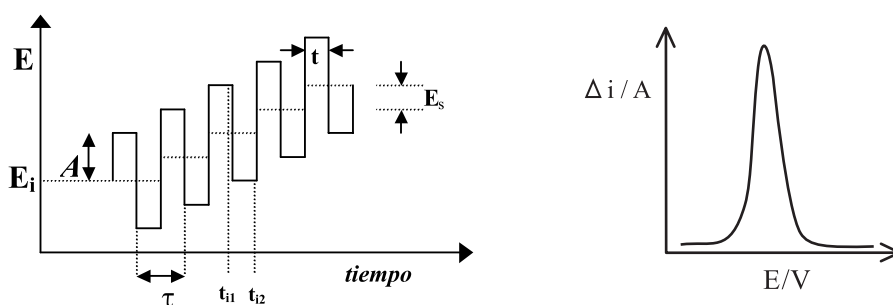 E
t
E_s
A
E_i
tiempo
τ
t_i1
t_i2
Δ i / A
E/V